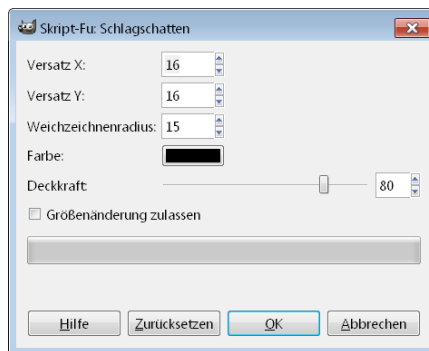 Skript-Fu: Schlagschatten
Versatz X: 16
Versatz Y: 16
Weichzeichnenradius: 15
Farbe:
Deckkraft: 80
Größenänderung zulassen
Hilfe Zurücksetzen OK Abbrechen